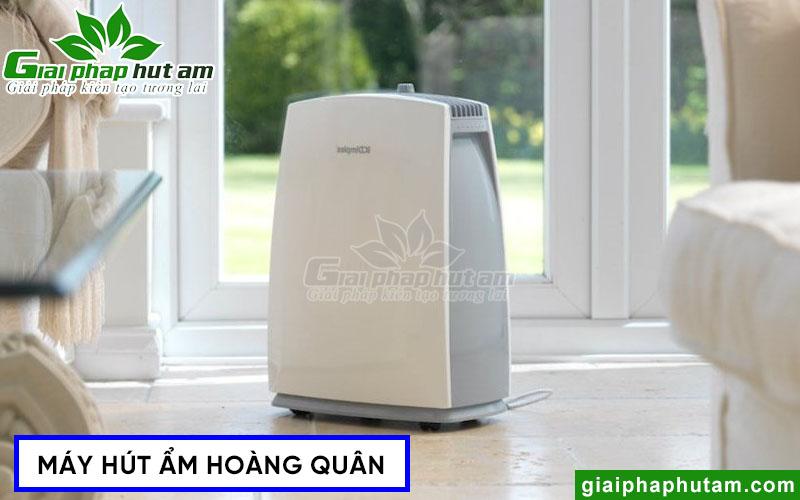 Giai phap hut am
Giải pháp kiến tạo tương lai
Giai phap hut am
Giải pháp kiến tạo tương lai
MÁY HÚT ẨM HOÀNG QUÂN
giaiphaphutam.com